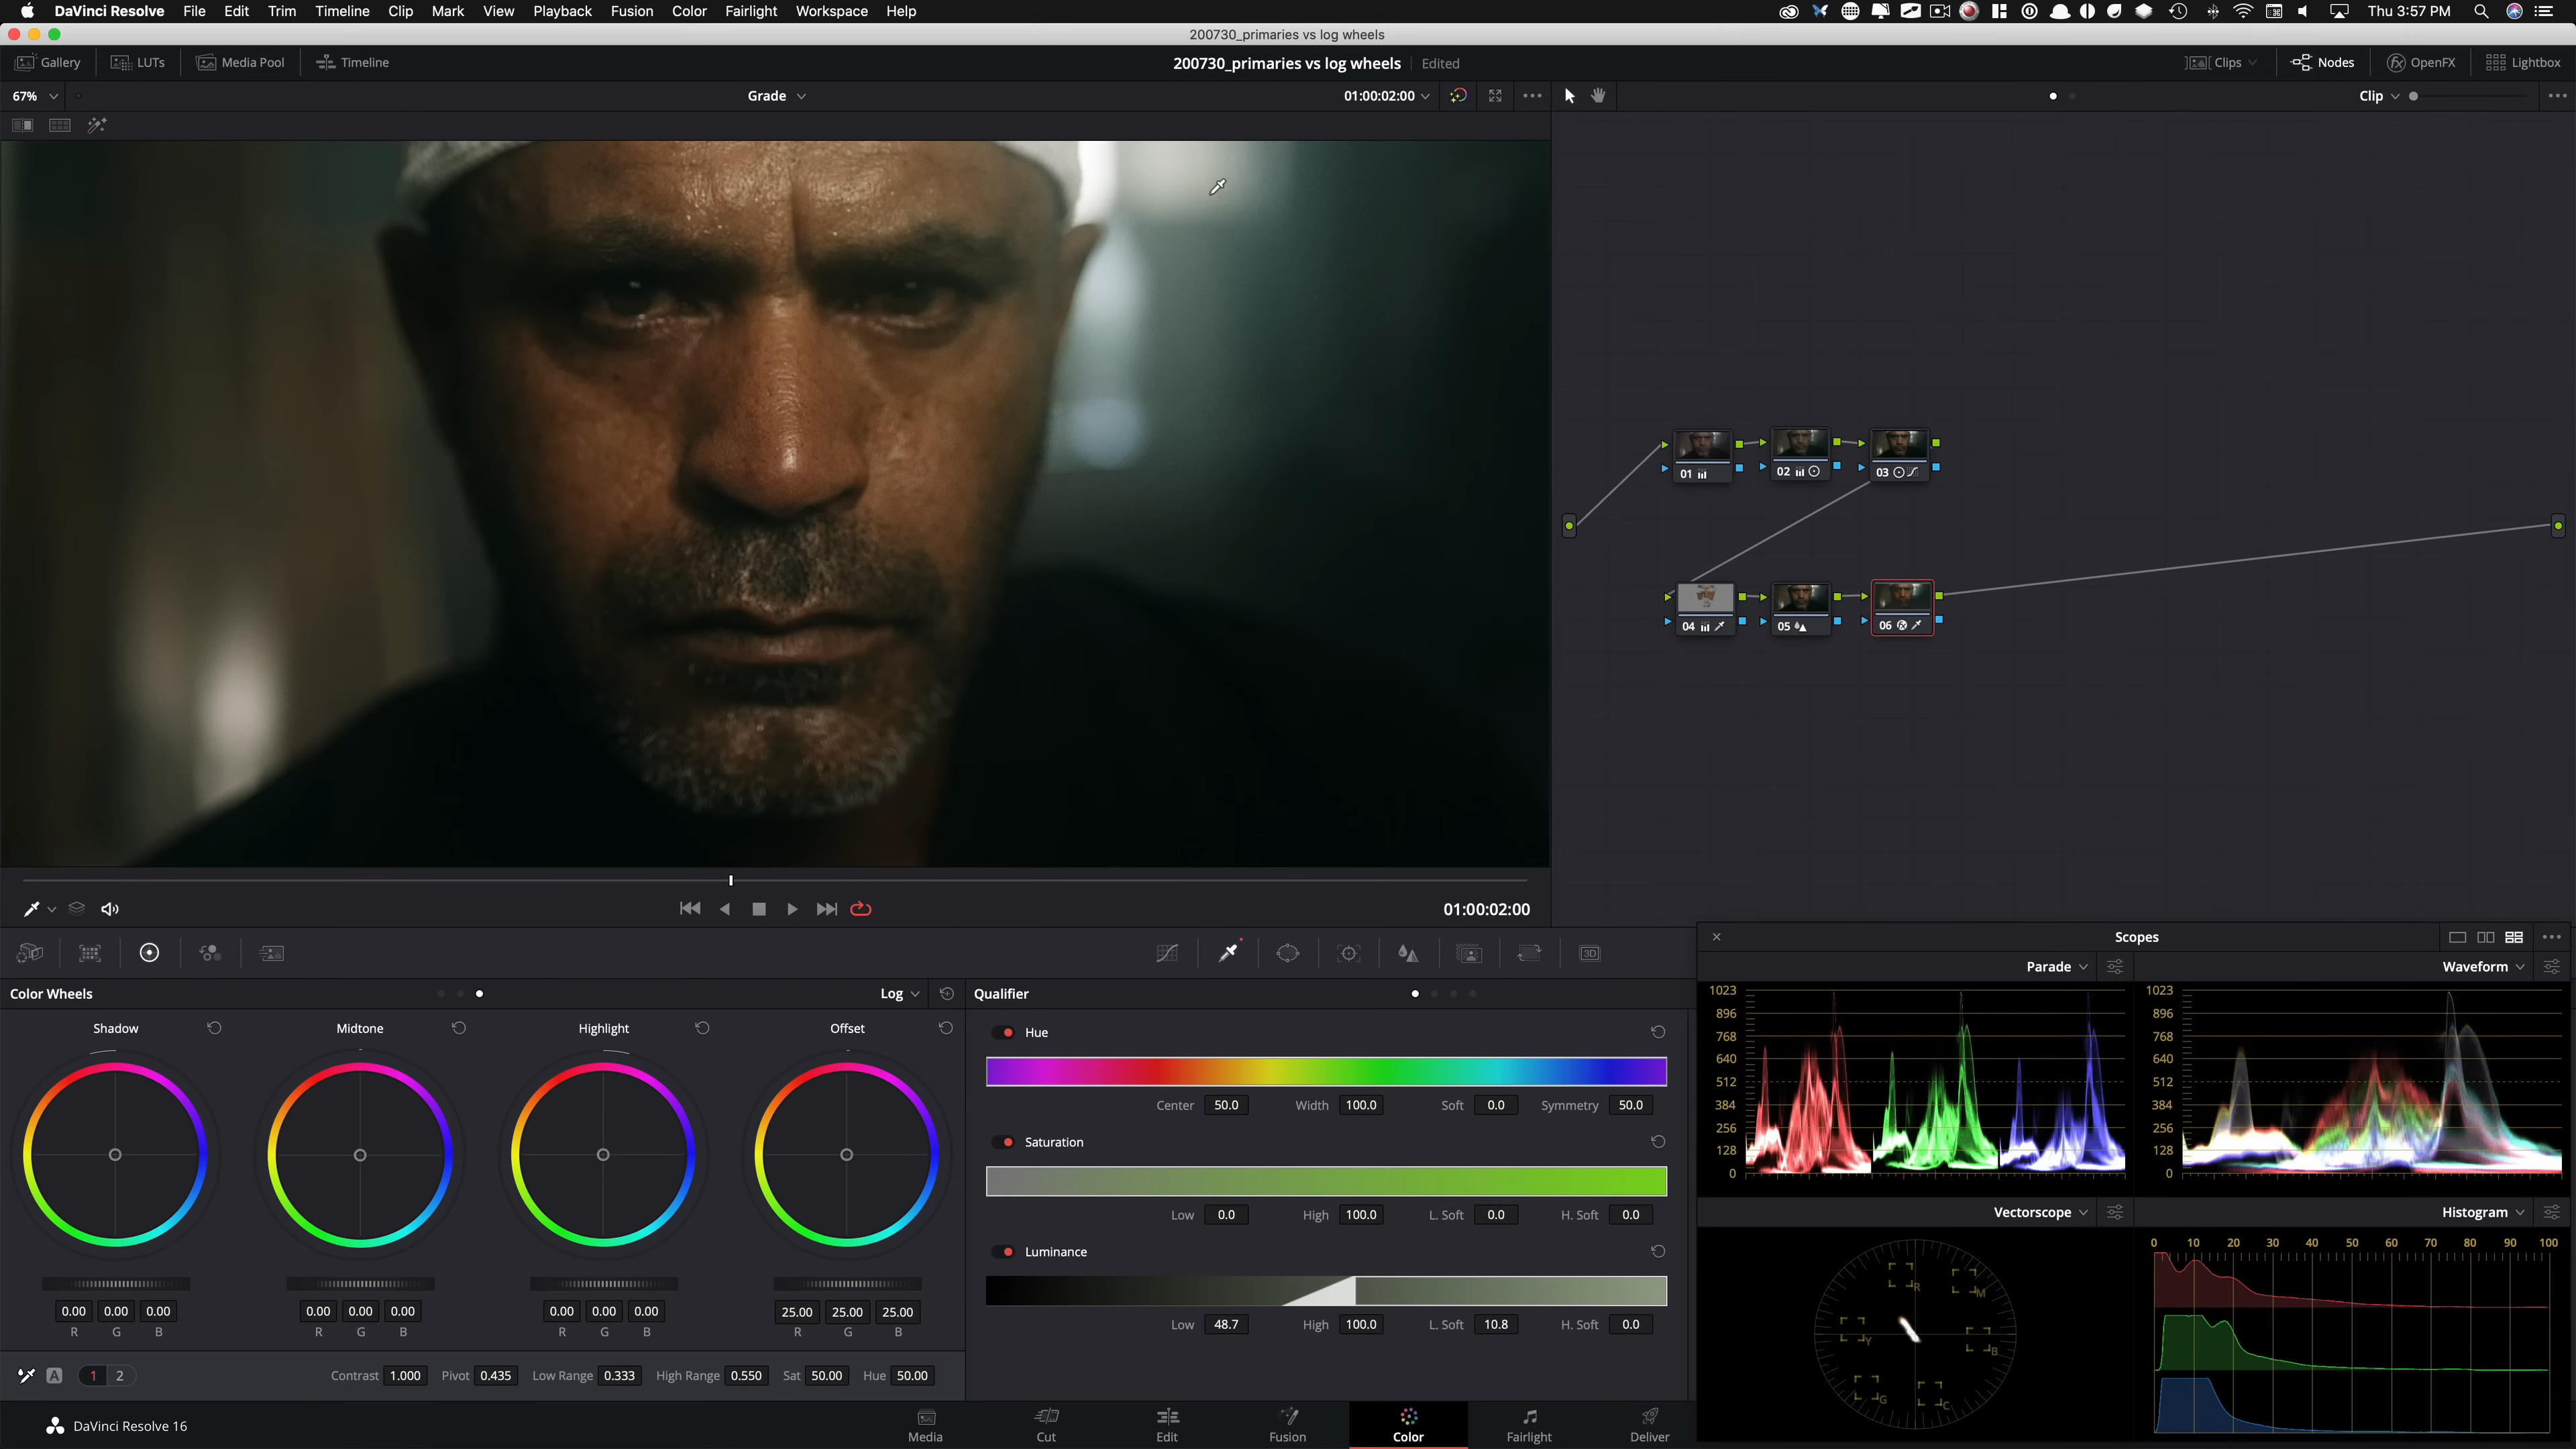 DaVinci Resolve File Edit Trim Timeline Clip Mark View Playback Fusion Color Fairlight Workspace Help Thu 3:57 PM
200730_primaries vs log wheels
Gallery LUTs Media Pool Timeline 200730_primaries vs log wheels Edited Clips Nodes OpenFX Lightbox
67% Grade 01:00:02:00 Clip
01 02 03
04 05 06
01:00:02:00
Scopes
Color Wheels Log Qualifier
Parade Waveform
Shadow Midtone Highlight Offset
Hue
Center 50.0 Width 100.0 Soft 0.0 Symmetry 50.0
Saturation
Low 0.0 High 100.0 L. Soft 0.0 H. Soft 0.0
Luminance
Low 48.7 High 100.0 L. Soft 10.8 H. Soft 0.0
0.00 0.00 0.00 0.00 0.00 0.00 0.00 0.00 0.00 25.00 25.00 25.00
R G B R G B R G B R G B
A 1 2 Contrast 1.000 Pivot 0.435 Low Range 0.333 High Range 0.550 Sat 50.00 Hue 50.00
1023 1023
896 896
768 768
640 640
512 512
384 384
256 256
128 128
0 0
Vectorscope Histogram
R M
Y B
G C
0 10 20 30 40 50 60 70 80 90 100
3D
DaVinci Resolve 16
Media Cut Edit Fusion Color Fairlight Deliver